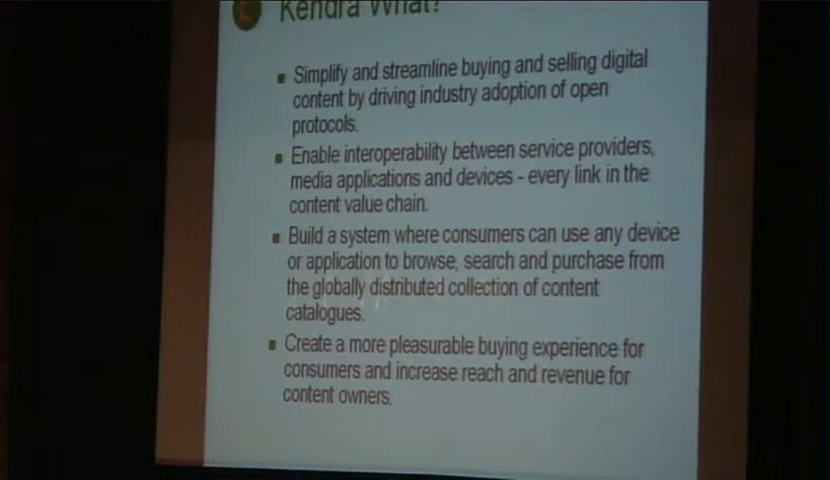 Kendra What?
Simplify and streamline buying and selling digital
content by driving industry adoption of open
protocols.
Enable interoperability between service providers,
media applications and devices - every link in the
content value chain.
Build a system where consumers can use any device
or application to browse, search and purchase from
the globally distributed collection of content
catalogues.
Create a more pleasurable buying experience for
consumers and increase reach and revenue for
content owners.